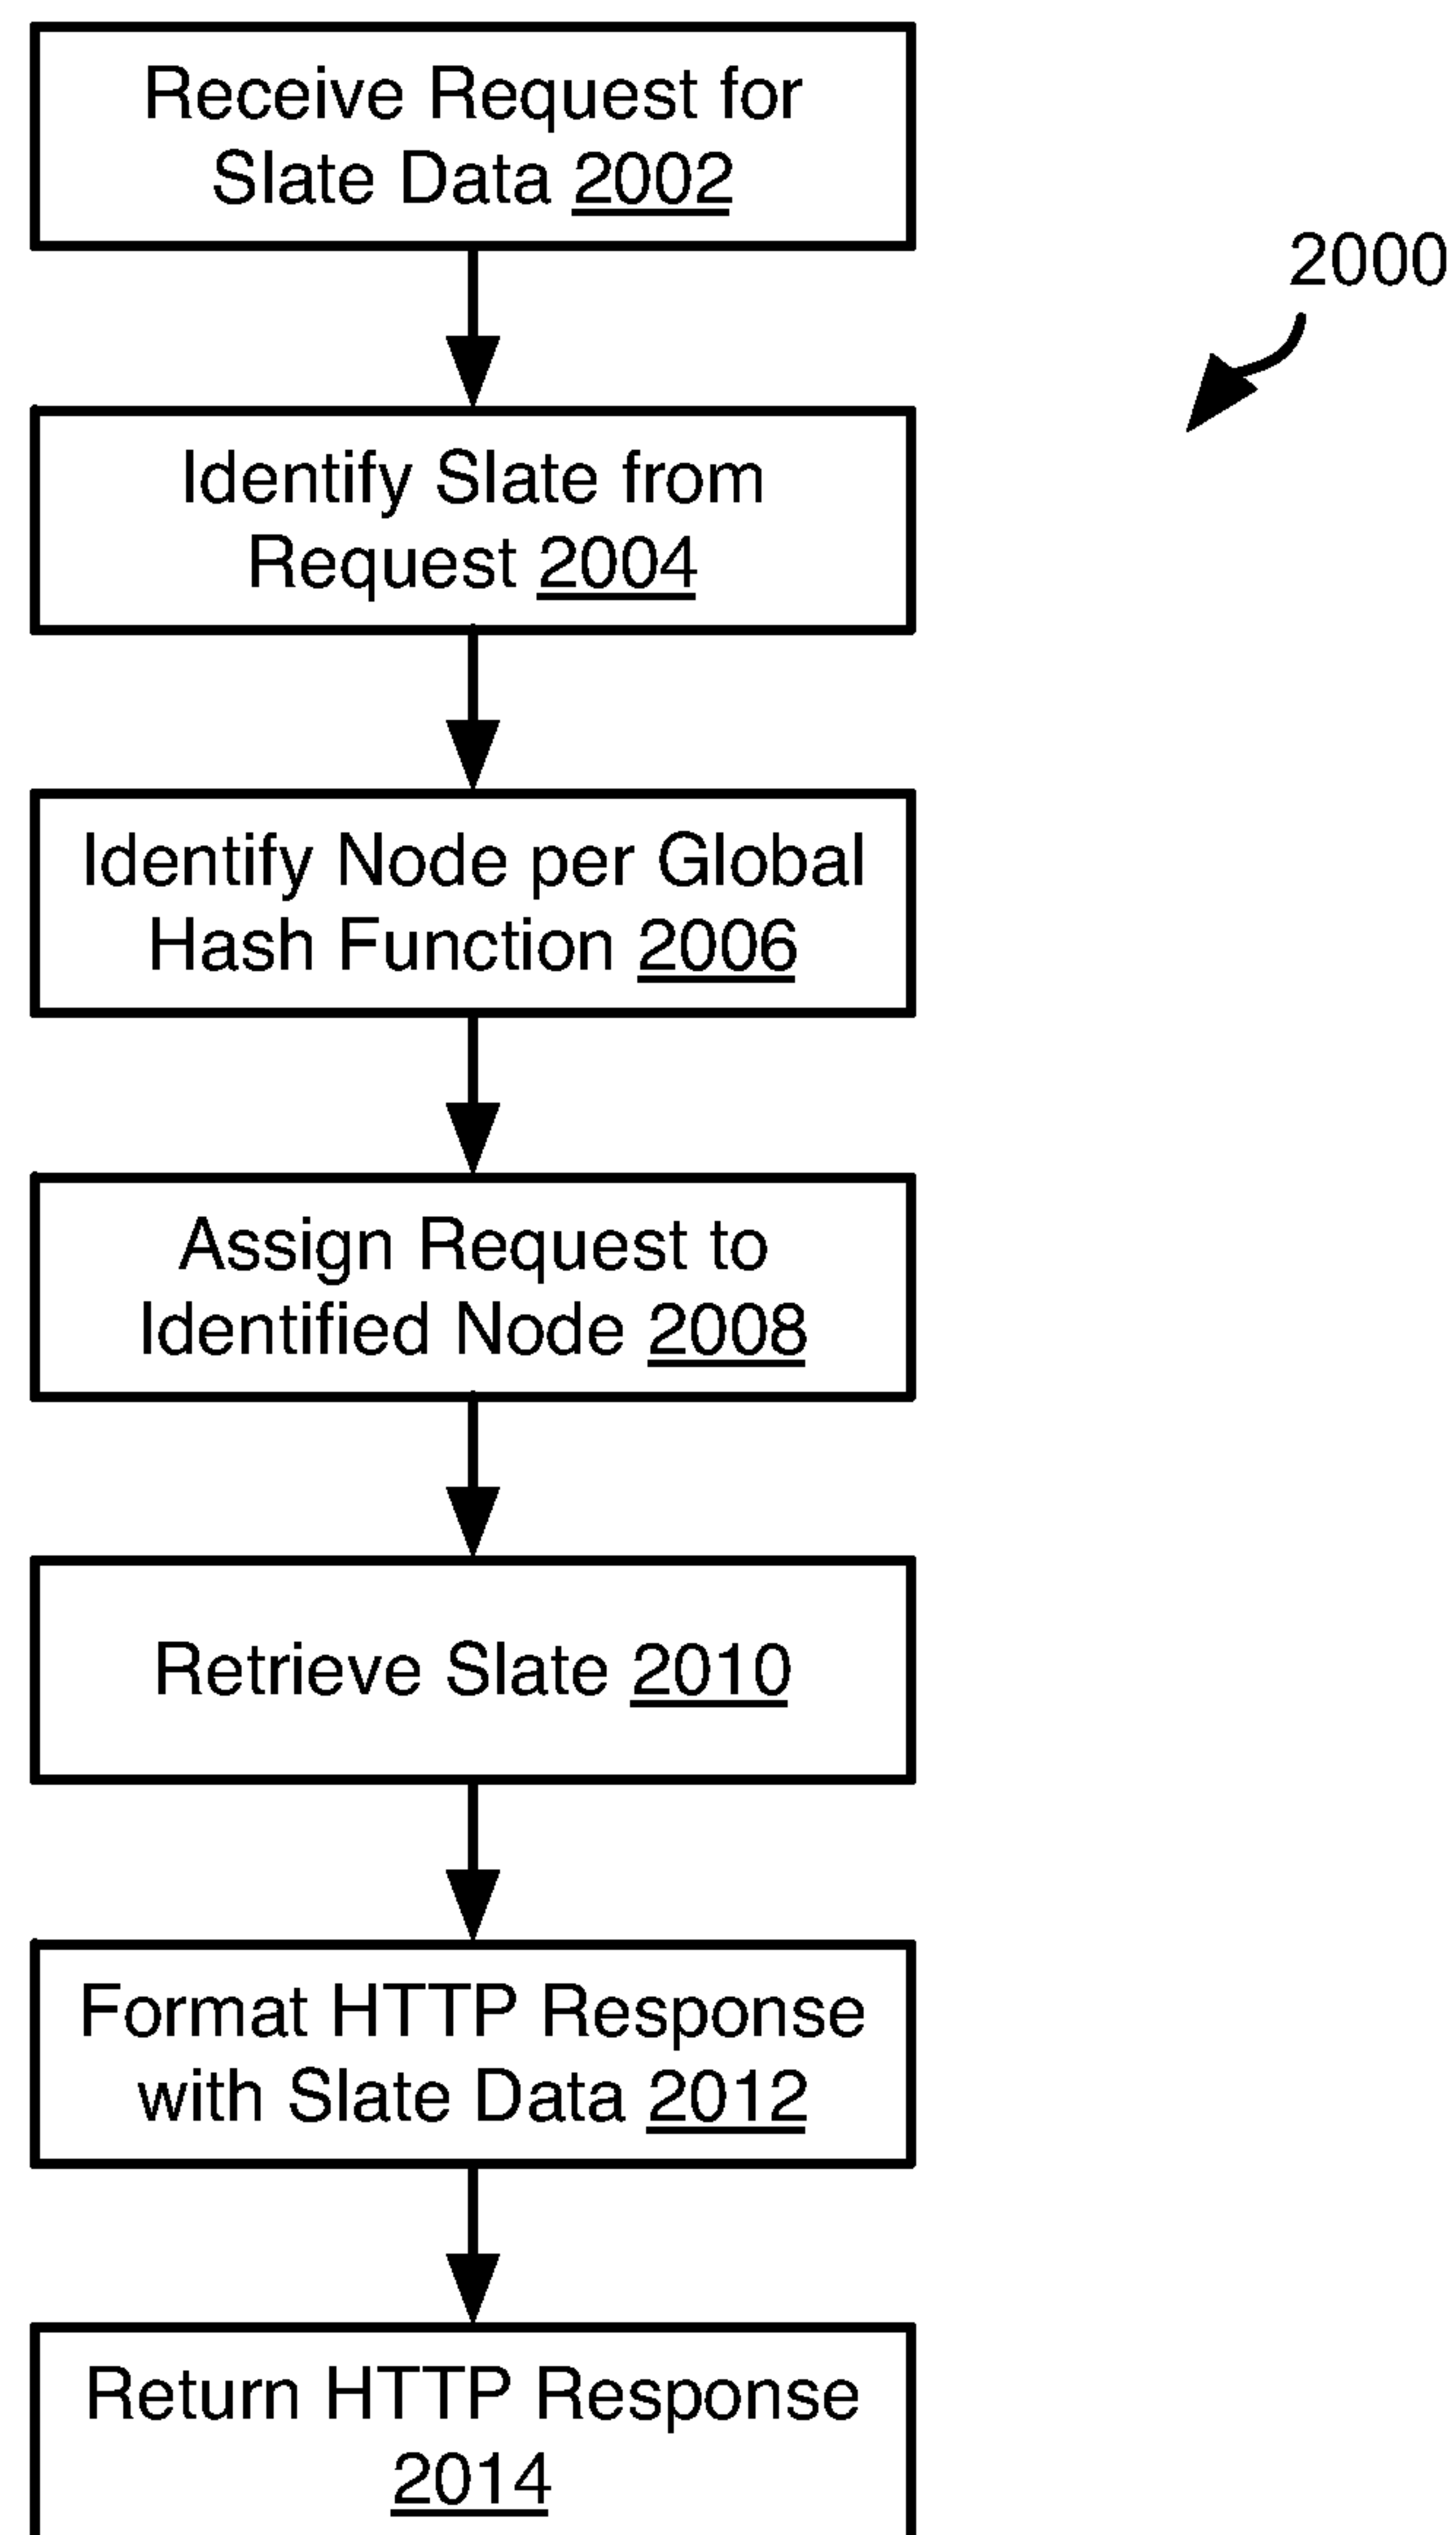 Receive Request for
Slate Data 2002
2000
Identify Slate from
Request 2004
Identify Node per Global
Hash Function 2006
Assign Request to
Identified Node 2008
Retrieve Slate 2010
Format HTTP Response
with Slate Data 2012
Return HTTP Response
2014